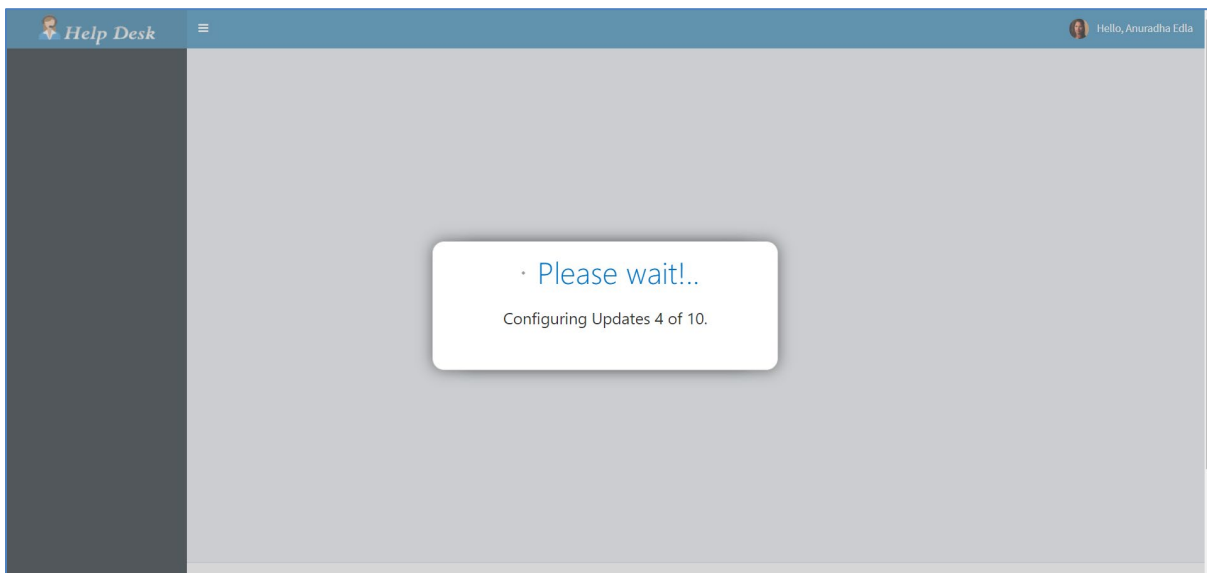 Help Desk
Hello, Anuradha Edla
Please wait!..
Configuring Updates 4 of 10.